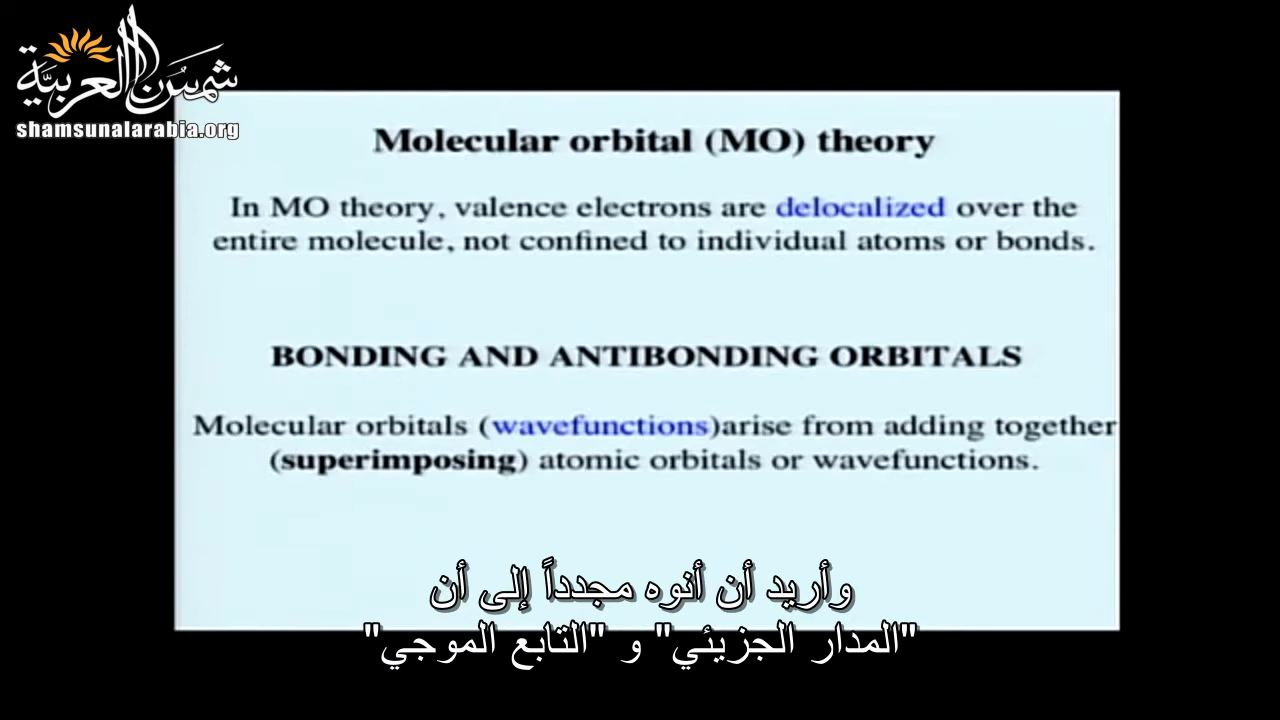 شمس العربية
shamsunalarabia.org
Molecular orbital (MO) theory
In MO theory, valence electrons are delocalized over the
entire molecule, not confined to individual atoms or bonds.
BONDING AND ANTIBONDING ORBITALS
Molecular orbitals (wavefunctions)arise from adding together
(superimposing) atomic orbitals or wavefunctions.
وأريد أن أنوه مجدداً إلى أن
"المدار الجزيئي" و "التابع الموجي"